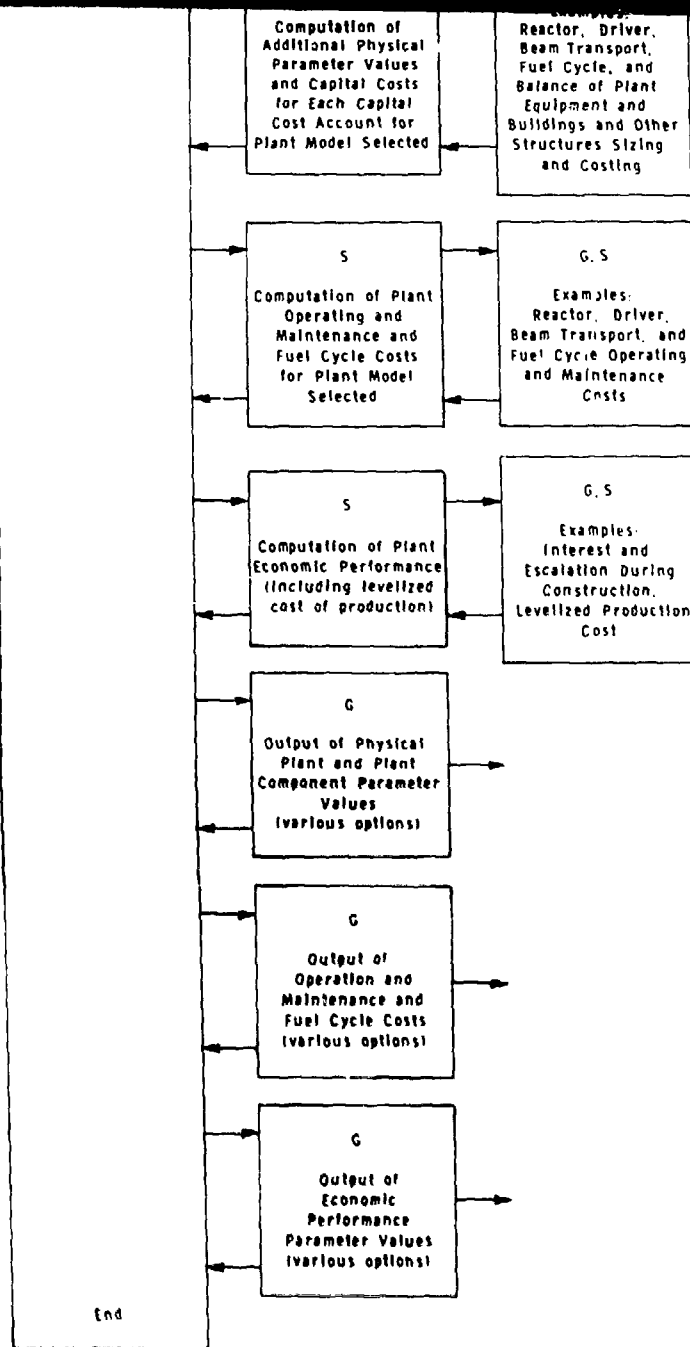 Computation of
Additional Physical
Parameter Values
and Capital Costs
for Each Capital
Cost Account for
Plant Model Selected
Examples:
Reactor, Driver,
Beam Transport,
Fuel Cycle, and
Balance of Plant
Equipment and
Buildings and Other
Structures Sizing
and Costing
S
Computation of Plant
Operating and
Maintenance and
Fuel Cycle Costs
for Plant Model
Selected
G, S
Examples:
Reactor, Driver,
Beam Transport, and
Fuel Cycle Operating
and Maintenance
Costs
S
Computation of Plant
Economic Performance
(including levelized
cost of production)
G, S
Examples:
Interest and
Escalation During
Construction,
Levelized Production
Cost
G
Output of Physical
Plant and Plant
Component Parameter
Values
(various options)
G
Output of
Operation and
Maintenance and
Fuel Cycle Costs
(various options)
G
Output of
Economic
Performance
Parameter Values
(various options)
End